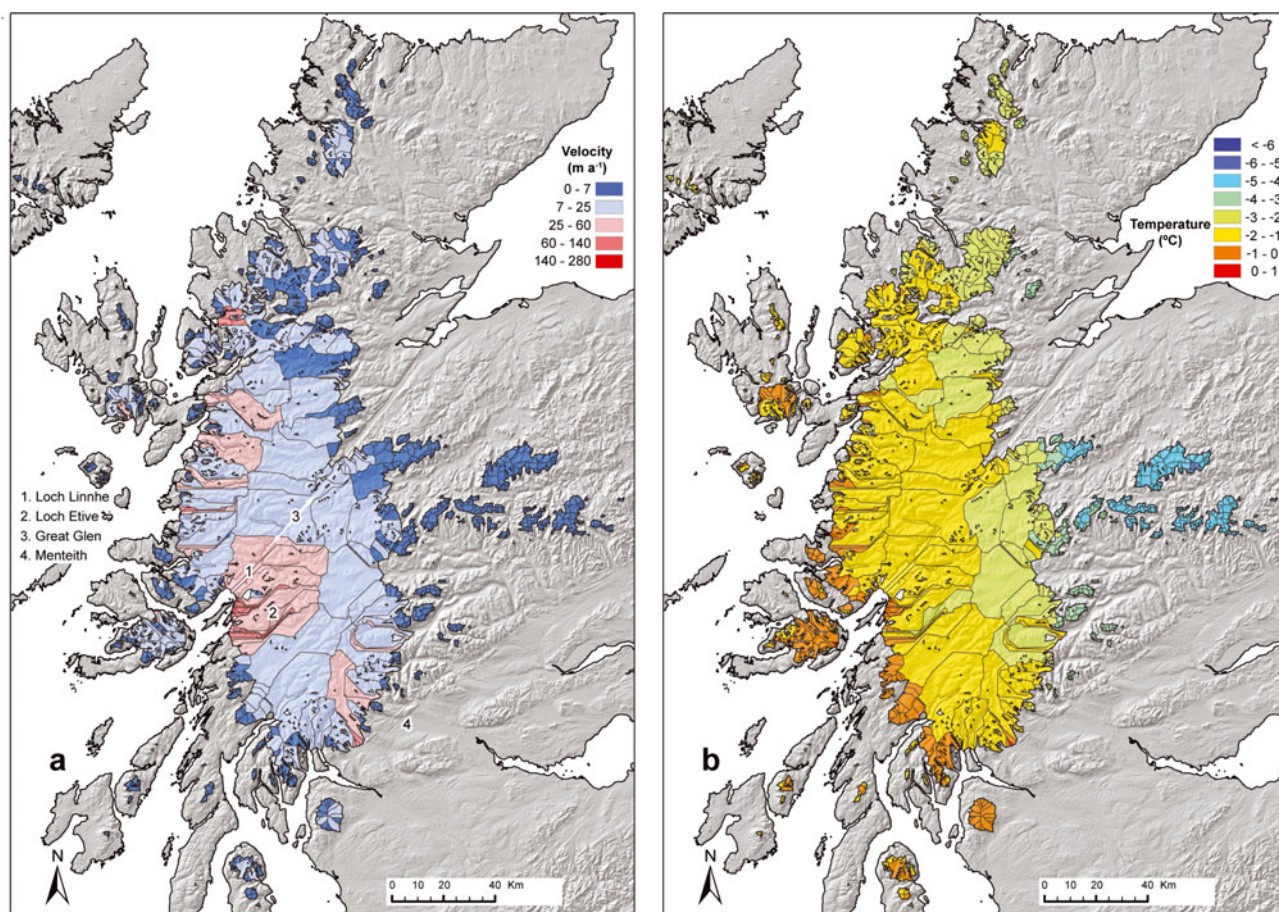 Velocity
(m a⁻¹)
0 - 7
7 - 25
25 - 60
60 - 140
140 - 280
1. Loch Linnhe
2. Loch Etive
3. Great Glen
4. Menteith
3
1
2
4
a
N
0 10 20 40 Km
Temperature
(ºC)
< -6
-6 - -5
-5 - -4
-4 - -3
-3 - -2
-2 - -1
-1 - 0
0 - 1
b
N
0 10 20 40 Km